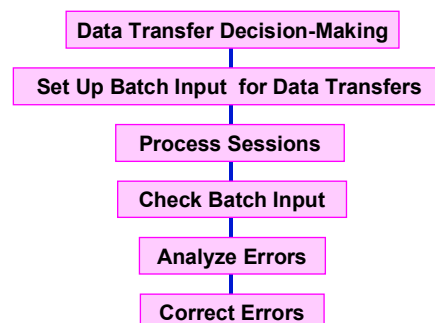 Data Transfer Decision-Making
Set Up Batch Input for Data Transfers
Process Sessions
Check Batch Input
Analyze Errors
Correct Errors